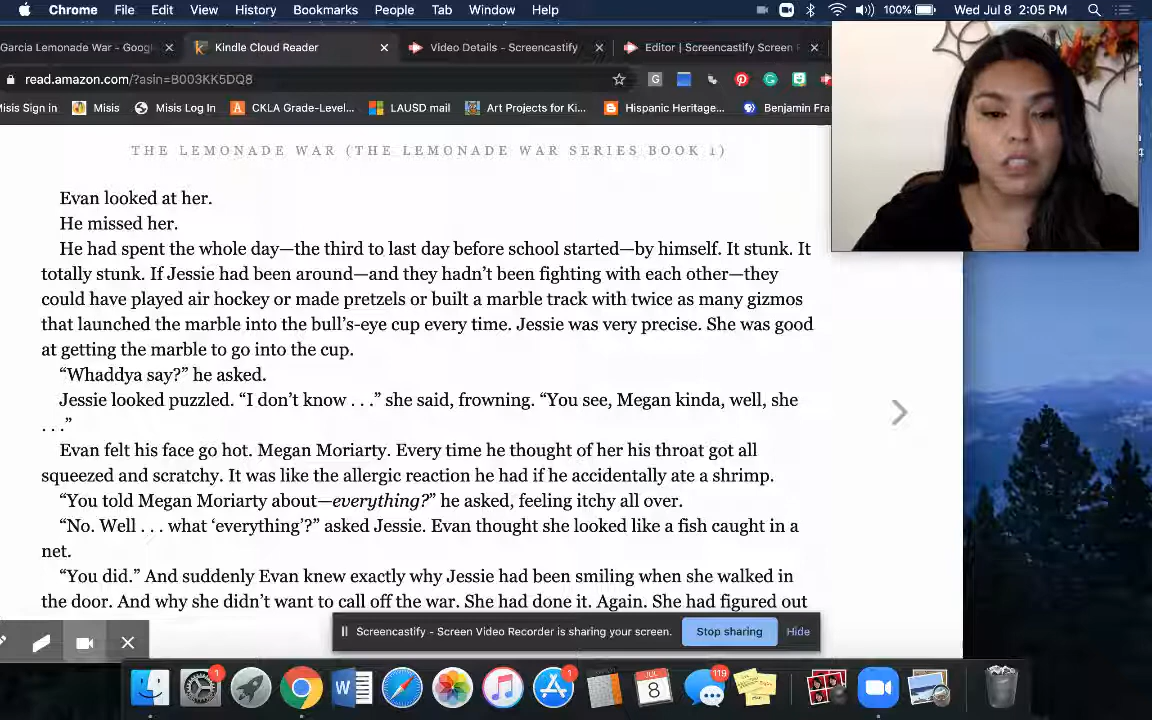 Chrome File Edit View History Bookmarks People Tab Window Help 100% Wed Jul 8 2:05 PM
Garcia Lemonade War - Googl Kindle Cloud Reader Video Details - Screencastify Editor | Screencastify Screen
read.amazon.com/?asin=B003KK5DQ8
Misis Sign in Misis Misis Log In CKLA Grade-Level... LAUSD mail Art Projects for Ki... Hispanic Heritage... Benjamin Fra
THE LEMONADE WAR (THE LEMONADE WAR SERIES BOOK 1)
Evan looked at her.
He missed her.
He had spent the whole day—the third to last day before school started—by himself. It stunk. It
totally stunk. If Jessie had been around—and they hadn't been fighting with each other—they
could have played air hockey or made pretzels or built a marble track with twice as many gizmos
that launched the marble into the bull's-eye cup every time. Jessie was very precise. She was good
at getting the marble to go into the cup.
“Whaddya say?” he asked.
Jessie looked puzzled. “I don't know . . .” she said, frowning. “You see, Megan kinda, well, she
. . .”
Evan felt his face go hot. Megan Moriarty. Every time he thought of her his throat got all
squeezed and scratchy. It was like the allergic reaction he had if he accidentally ate a shrimp.
“You told Megan Moriarty about—everything?” he asked, feeling itchy all over.
“No. Well . . . what ‘everything’?” asked Jessie. Evan thought she looked like a fish caught in a
net.
“You did.” And suddenly Evan knew exactly why Jessie had been smiling when she walked in
the door. And why she didn't want to call off the war. She had done it. Again. She had figured out
Screencastify - Screen Video Recorder is sharing your screen. Stop sharing Hide
1 W 1 8 119